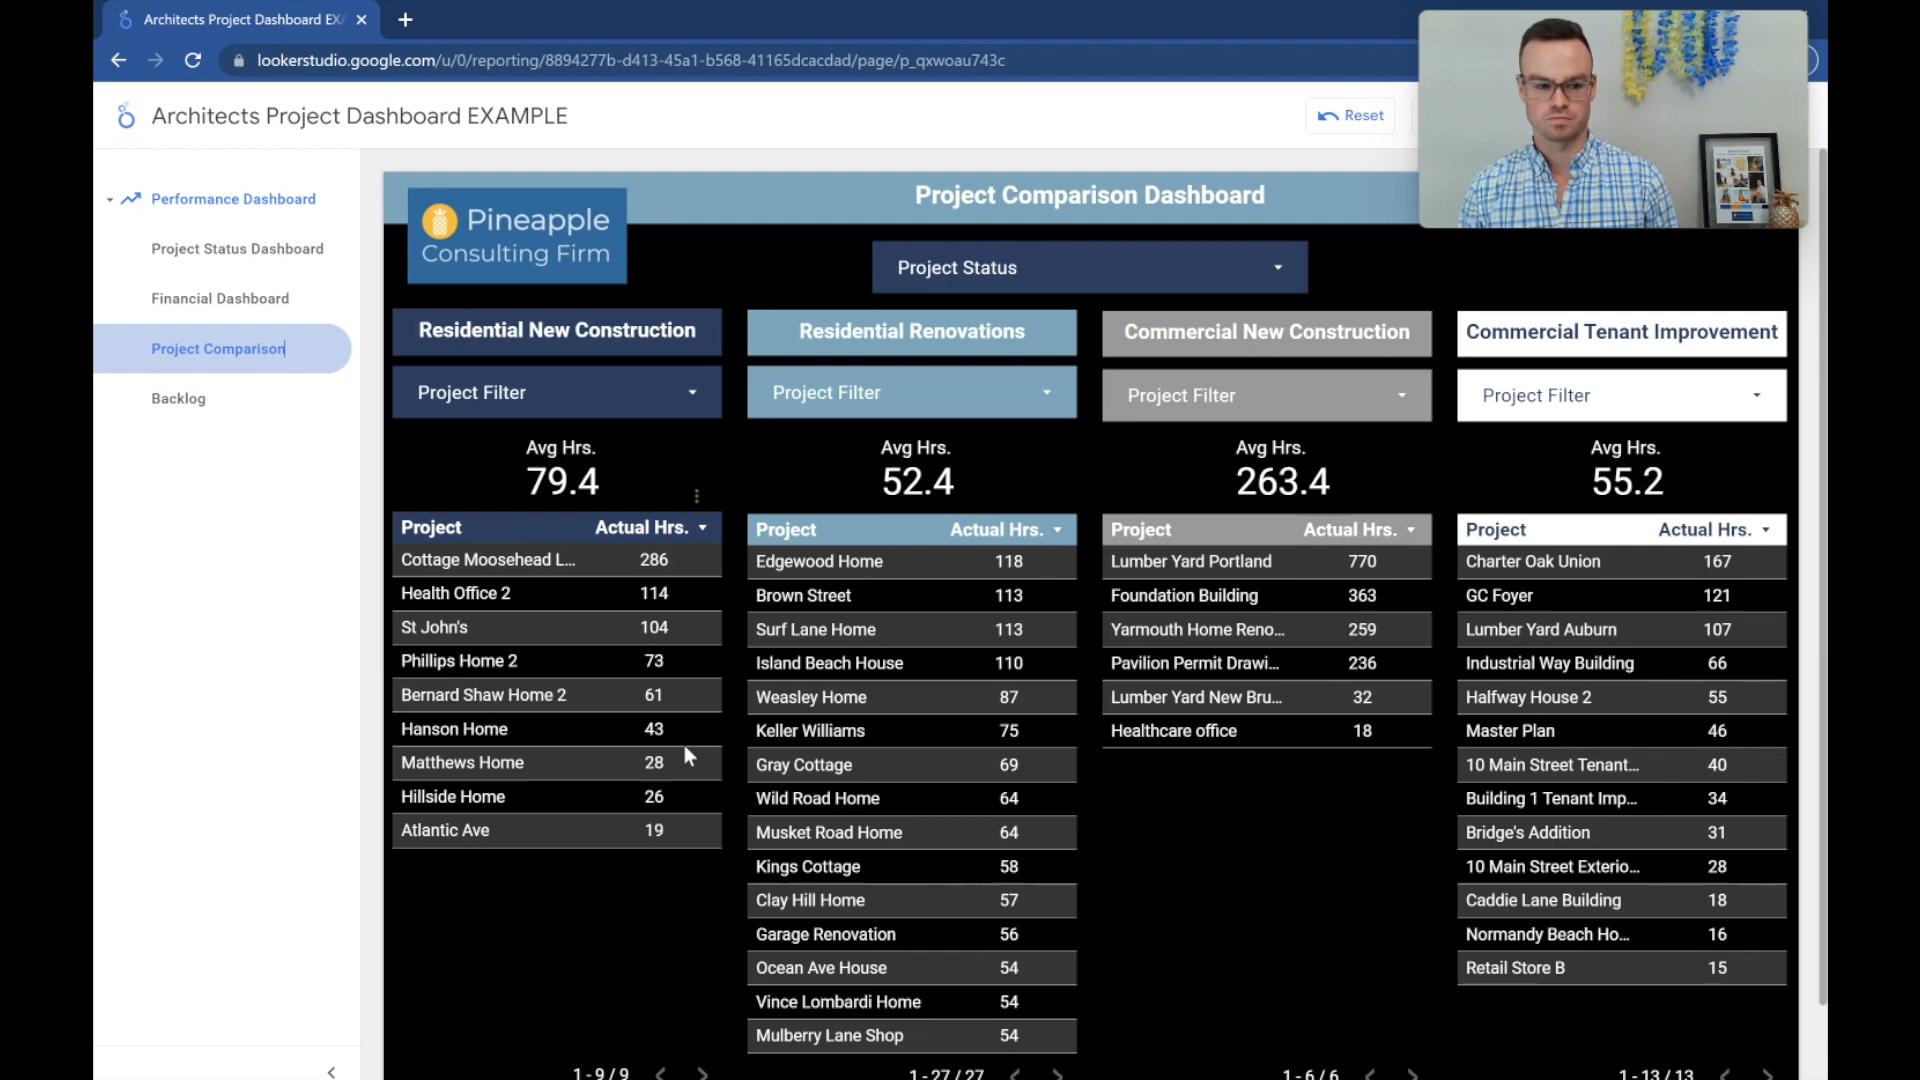 Architects Project Dashboard EX
lookerstudio.google.com/u/0/reporting/8894277b-d413-45a1-b568-41165dcacdad/page/p_qxwoau743c
Architects Project Dashboard EXAMPLE
Reset
Performance Dashboard
Project Status Dashboard
Financial Dashboard
Project Comparison
Backlog
Pineapple
Consulting Firm
Project Comparison Dashboard
Project Status
Residential New Construction
Project Filter
Avg Hrs.
79.4
Project Actual Hrs.
Cottage Moosehead L... 286
Health Office 2 114
St John's 104
Phillips Home 2 73
Bernard Shaw Home 2 61
Hanson Home 43
Matthews Home 28
Hillside Home 26
Atlantic Ave 19
1 - 9 / 9
Residential Renovations
Project Filter
Avg Hrs.
52.4
Project Actual Hrs.
Edgewood Home 118
Brown Street 113
Surf Lane Home 113
Island Beach House 110
Weasley Home 87
Keller Williams 75
Gray Cottage 69
Wild Road Home 64
Musket Road Home 64
Kings Cottage 58
Clay Hill Home 57
Garage Renovation 56
Ocean Ave House 54
Vince Lombardi Home 54
Mulberry Lane Shop 54
1 - 27 / 27
Commercial New Construction
Project Filter
Avg Hrs.
263.4
Project Actual Hrs.
Lumber Yard Portland 770
Foundation Building 363
Yarmouth Home Reno... 259
Pavilion Permit Drawi... 236
Lumber Yard New Bru... 32
Healthcare office 18
1 - 6 / 6
Commercial Tenant Improvement
Project Filter
Avg Hrs.
55.2
Project Actual Hrs.
Charter Oak Union 167
GC Foyer 121
Lumber Yard Auburn 107
Industrial Way Building 66
Halfway House 2 55
Master Plan 46
10 Main Street Tenant... 40
Building 1 Tenant Imp... 34
Bridge's Addition 31
10 Main Street Exterio... 28
Caddie Lane Building 18
Normandy Beach Ho... 16
Retail Store B 15
1 - 13 / 13